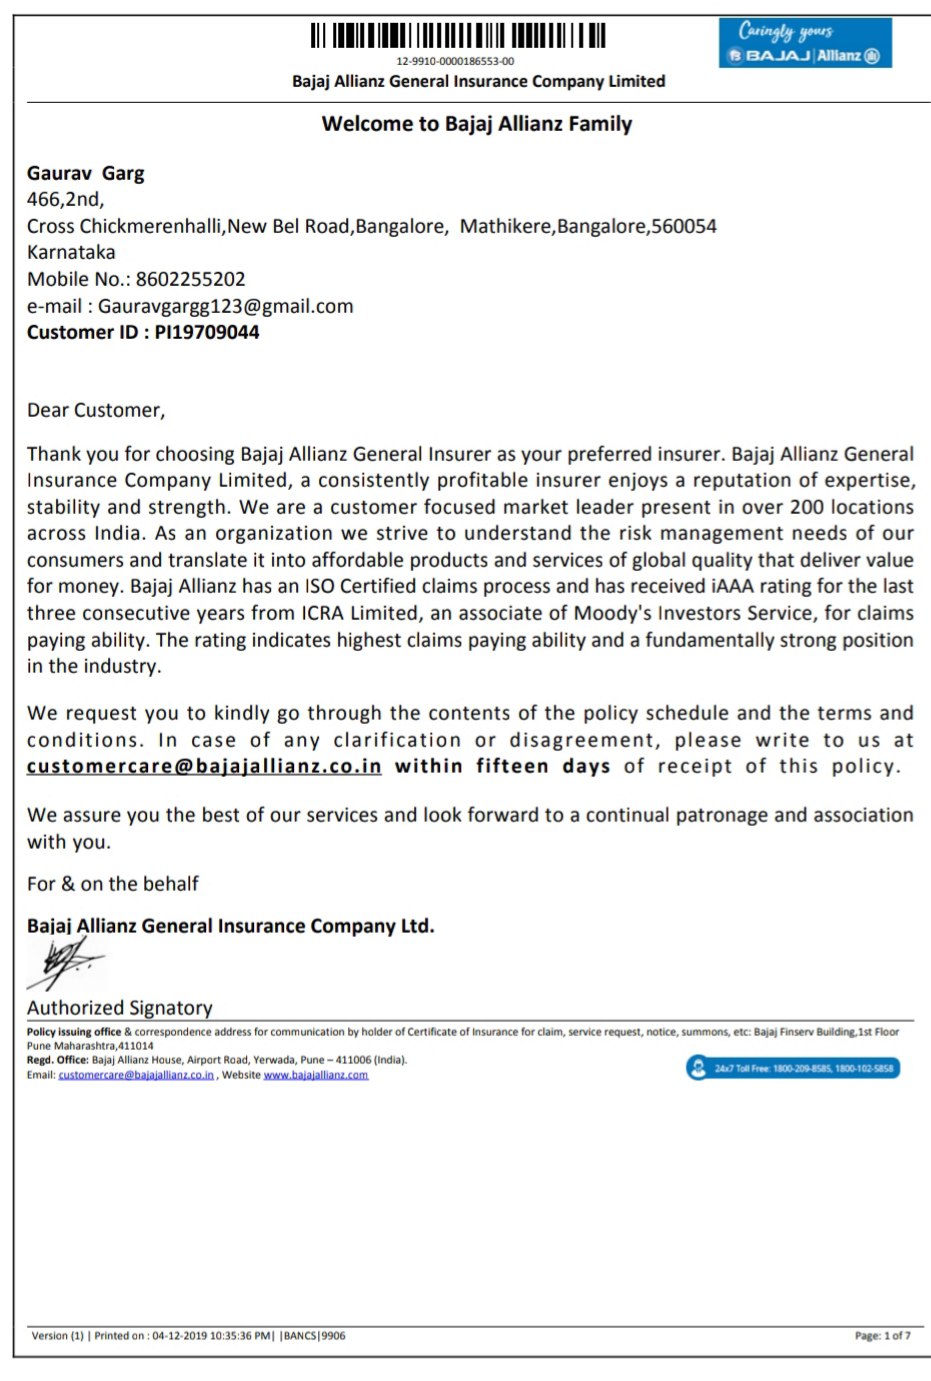 Caringly yours
BAJAJ | Allianz
12-9910-0000186553-00
Bajaj Allianz General Insurance Company Limited
Welcome to Bajaj Allianz Family
Gaurav  Garg
466,2nd,
Cross Chickmerenhalli,New Bel Road,Bangalore,  Mathikere,Bangalore,560054
Karnataka
Mobile No.: 8602255202
e-mail : Gauravgargg123@gmail.com
Customer ID : PI19709044
Dear Customer,
Thank you for choosing Bajaj Allianz General Insurer as your preferred insurer. Bajaj Allianz General
Insurance Company Limited, a consistently profitable insurer enjoys a reputation of expertise,
stability and strength. We are a customer focused market leader present in over 200 locations
across India. As an organization we strive to understand the risk management needs of our
consumers and translate it into affordable products and services of global quality that deliver value
for money. Bajaj Allianz has an ISO Certified claims process and has received iAAA rating for the last
three consecutive years from ICRA Limited, an associate of Moody's Investors Service, for claims
paying ability. The rating indicates highest claims paying ability and a fundamentally strong position
in the industry.
We request you to kindly go through the contents of the policy schedule and the terms and
conditions. In case of any clarification or disagreement, please write to us at
customercare@bajajallianz.co.in within fifteen days of receipt of this policy.
We assure you the best of our services and look forward to a continual patronage and association
with you.
For & on the behalf
Bajaj Allianz General Insurance Company Ltd.
Authorized Signatory
Policy issuing office & correspondence address for communication by holder of Certificate of Insurance for claim, service request, notice, summons, etc: Bajaj Finserv Building,1st Floor
Pune Maharashtra,411014
Regd. Office: Bajaj Allianz House, Airport Road, Yerwada, Pune – 411006 (India).
Email: customercare@bajajallianz.co.in , Website www.bajajallianz.com
24x7 Toll Free: 1800-209-8585, 1800-102-5858
Version (1) | Printed on : 04-12-2019 10:35:36 PM| |BANCS|9906
Page: 1 of 7